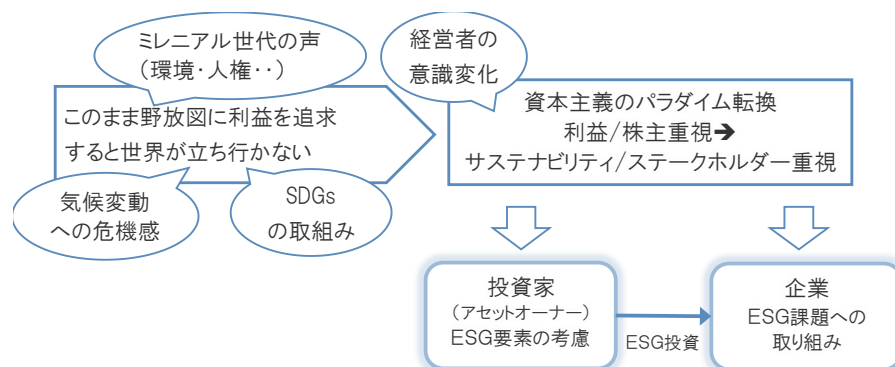 ミレニアル世代の声
（環境・人権・・）
経営者の
意識変化
このまま野放図に利益を追求
すると世界が立ち行かない
資本主義のパラダイム転換
利益/株主重視➔
サステナビリティ/ステークホルダー重視
気候変動
への危機感
SDGs
の取組み
投資家
（アセットオーナー）
ESG要素の考慮
ESG投資
企業
ESG課題への
取り組み